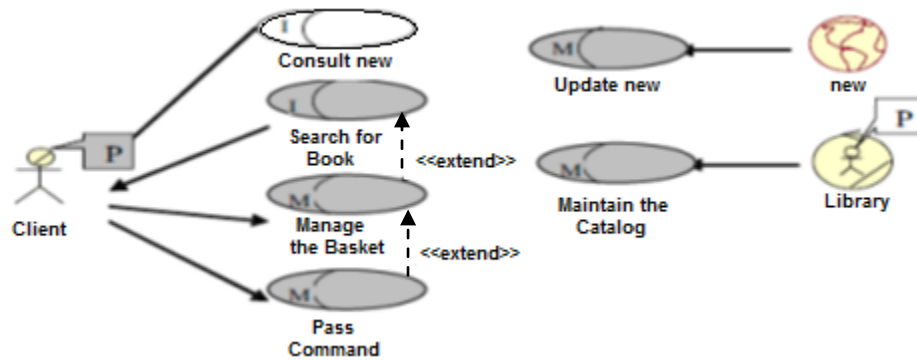 I
Consult new
M
Update new
new
I
Search for
Book
P
Client
<<extend>>
M
Manage
the Basket
<<extend>>
M
Pass
Command
M
Maintain the
Catalog
P
Library